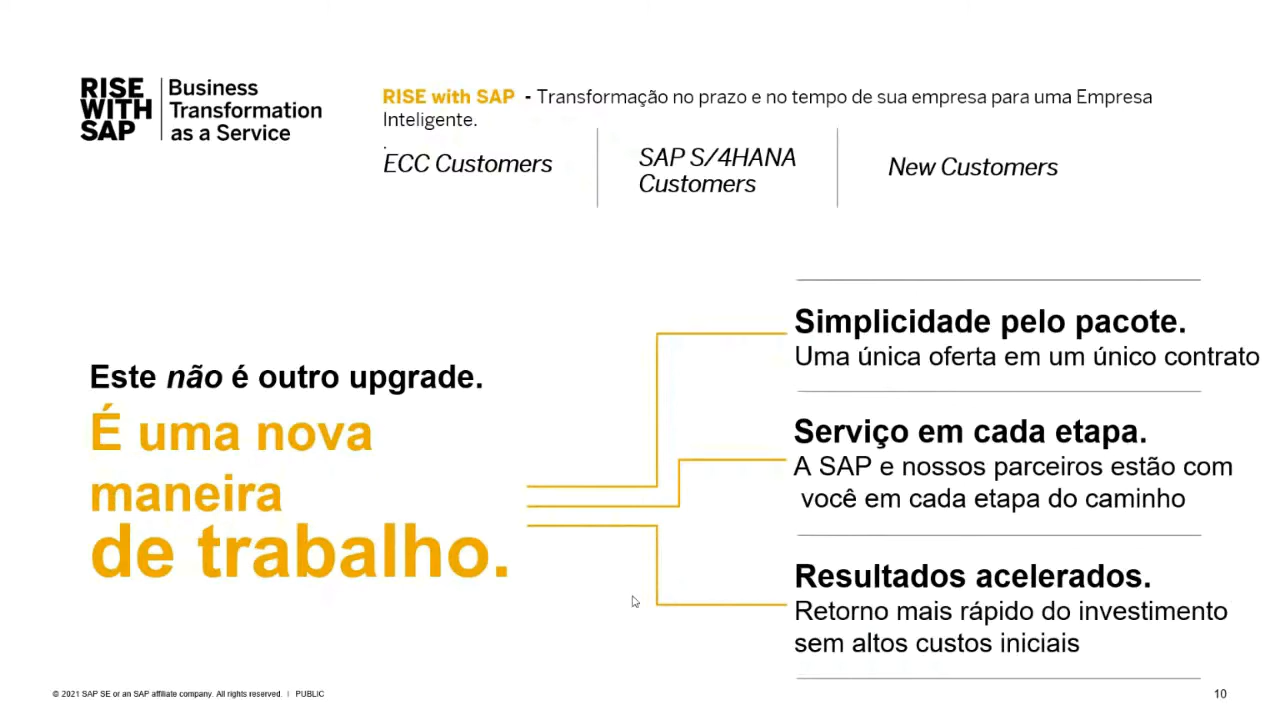 RISE
WITH
SAP
Business
Transformation
as a Service
RISE with SAP - Transformação no prazo e no tempo de sua empresa para uma Empresa
Inteligente.
.
ECC Customers
SAP S/4HANA
Customers
New Customers
Este não é outro upgrade.
É uma nova
maneira
de trabalho.
Simplicidade pelo pacote.
Uma única oferta em um único contrato
Serviço em cada etapa.
A SAP e nossos parceiros estão com
você em cada etapa do caminho
Resultados acelerados.
Retorno mais rápido do investimento
sem altos custos iniciais
© 2021 SAP SE or an SAP affiliate company. All rights reserved. | PUBLIC
10